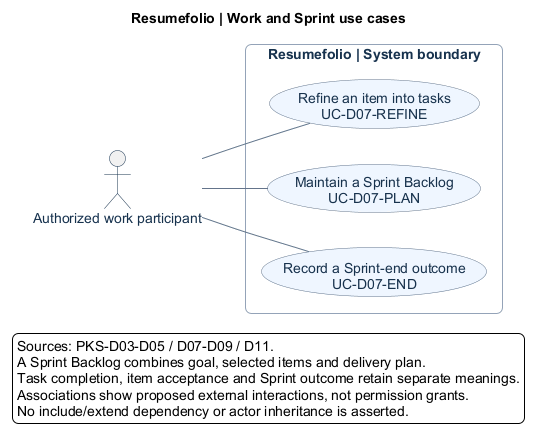 Resumefolio | Work and Sprint use cases
Resumefolio | System boundary
Refine an item into tasks
UC-D07-REFINE
Maintain a Sprint Backlog
UC-D07-PLAN
Authorized work participant
Record a Sprint-end outcome
UC-D07-END
Sources: PKS-D03-D05 / D07-D09 / D11.
A Sprint Backlog combines goal, selected items and delivery plan.
Task completion, item acceptance and Sprint outcome retain separate meanings.
Associations show proposed external interactions, not permission grants.
No include/extend dependency or actor inheritance is asserted.